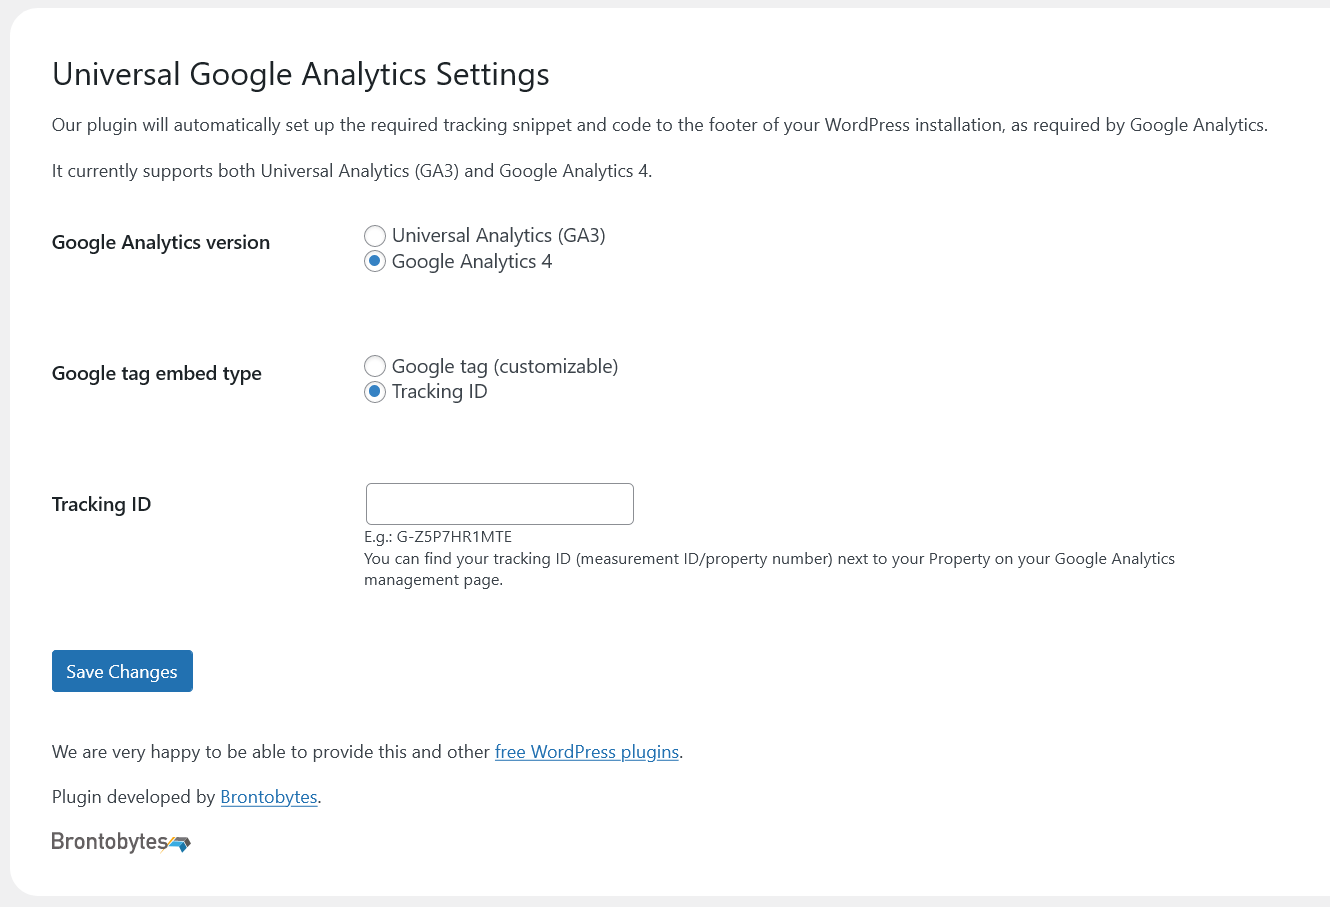 Universal Google Analytics Settings
Our plugin will automatically set up the required tracking snippet and code to the footer of your WordPress installation, as required by Google Analytics.
It currently supports both Universal Analytics (GA3) and Google Analytics 4.
Google Analytics version
Universal Analytics (GA3)
Google Analytics 4
Google tag embed type
Google tag (customizable)
Tracking ID
Tracking ID
E.g.: G-Z5P7HR1MTE
You can find your tracking ID (measurement ID/property number) next to your Property on your Google Analytics
management page.
Save Changes
We are very happy to be able to provide this and other free WordPress plugins.
Plugin developed by Brontobytes.
Brontobytes